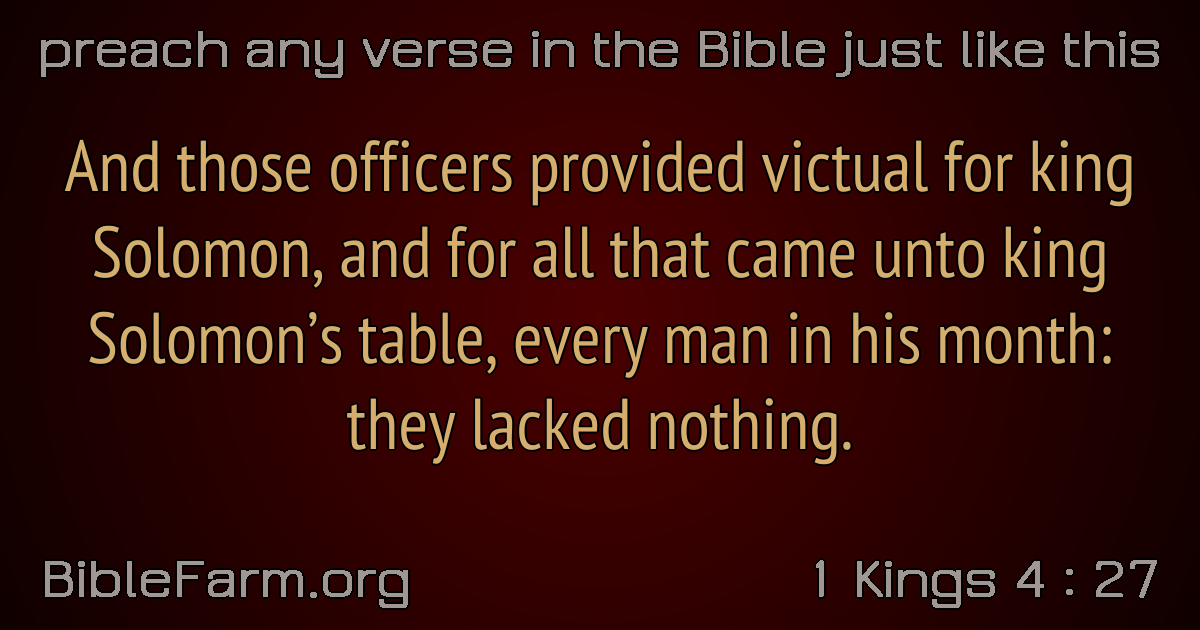 preach any verse in the Bible just like this
And those officers provided victual for king
Solomon, and for all that came unto king
Solomon’s table, every man in his month:
they lacked nothing.
BibleFarm.org
1 Kings 4 : 27